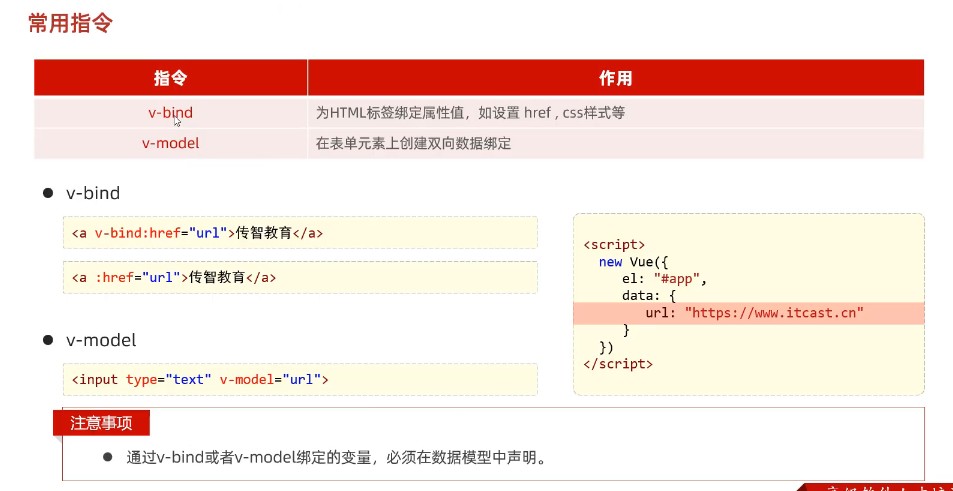 常用指令
指令 作用
v-bind 为HTML标签绑定属性值，如设置 href , css样式等
v-model 在表单元素上创建双向数据绑定
v-bind
<a v-bind:href="url">传智教育</a>
<a :href="url">传智教育</a>
v-model
<input type="text" v-model="url">
<script>
new Vue({
el: "#app",
data: {
url: "https://www.itcast.cn"
}
})
</script>
注意事项
通过v-bind或者v-model绑定的变量，必须在数据模型中声明。